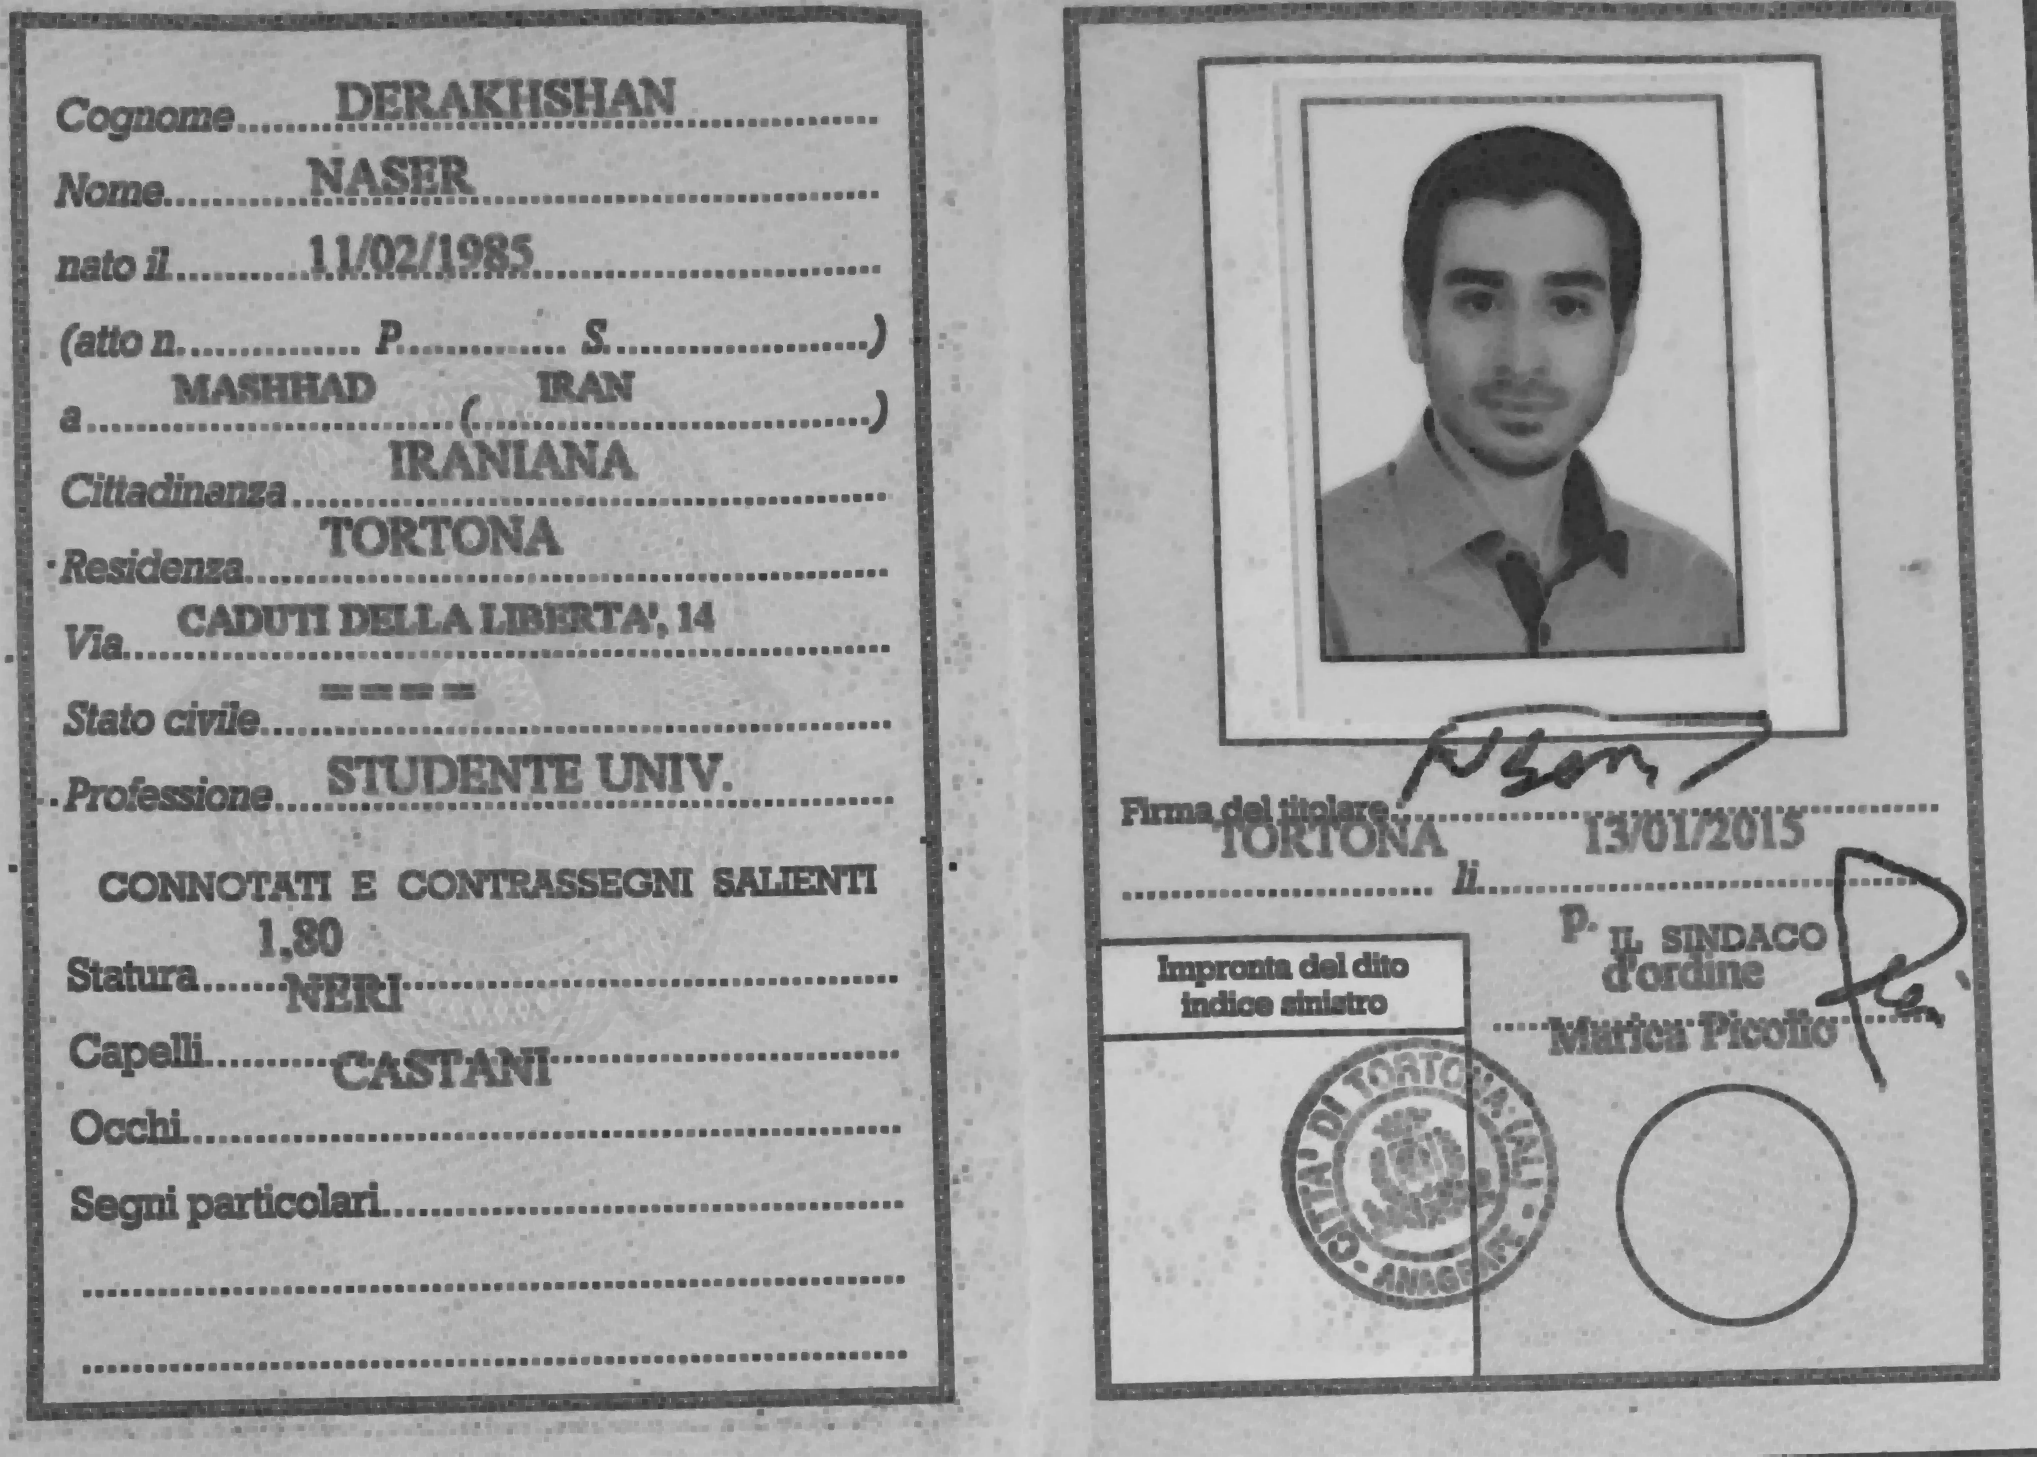 Cognome DERAKHSHAN
Nome NASER
nato il 11/02/1985
(atto n. P. S. )
a MASHHAD ( IRAN )
Cittadinanza IRANIANA
Residenza TORTONA
Via CADUTI DELLA LIBERTA', 14
Stato civile ====
Professione STUDENTE UNIV.
CONNOTATI E CONTRASSEGNI SALIENTI
Statura 1,80
Capelli NERI
Occhi CASTANI
Segni particolari
Firma del titolare
TORTONA li 13/01/2015
p. IL SINDACO
d'ordine
Marica Picollo
Impronta del dito
indice sinistro
CITTA' DI TORTONA (AL) - ANAGRAFE